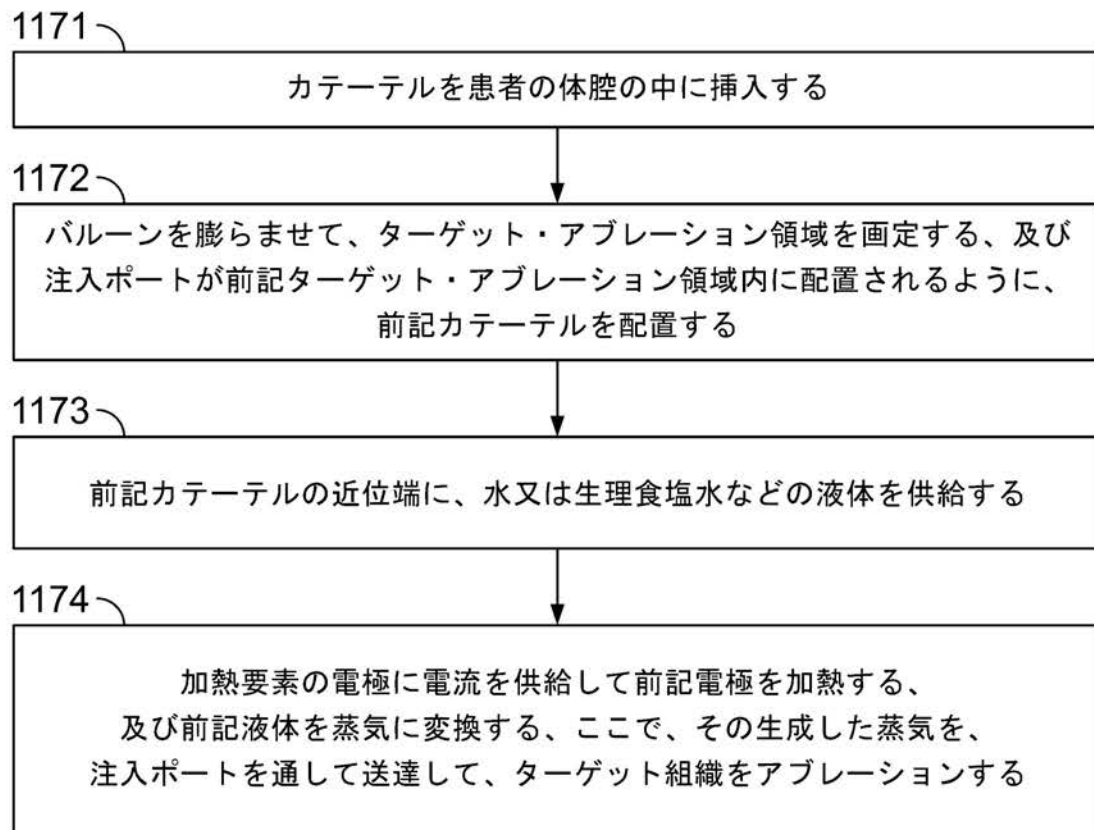 1171
カテーテルを患者の体腔の中に挿入する
1172
バルーンを膨らませて、ターゲット・アブレーション領域を画定する、及び
注入ポートが前記ターゲット・アブレーション領域内に配置されるように、
前記カテーテルを配置する
1173
前記カテーテルの近位端に、水又は生理食塩水などの液体を供給する
1174
加熱要素の電極に電流を供給して前記電極を加熱する、
及び前記液体を蒸気に変換する、ここで、その生成した蒸気を、
注入ポートを通して送達して、ターゲット組織をアブレーションする